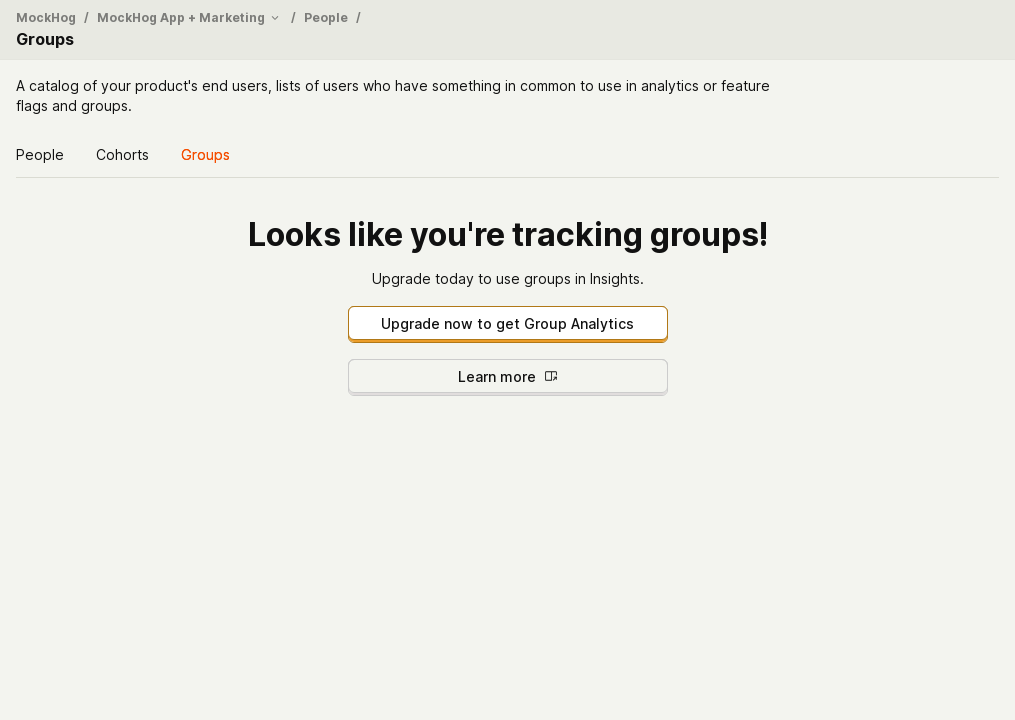 MockHog / MockHog App + Marketing / People /
Groups
A catalog of your product's end users, lists of users who have something in common to use in analytics or feature
flags and groups.
People Cohorts Groups
Looks like you're tracking groups!
Upgrade today to use groups in Insights.
Upgrade now to get Group Analytics
Learn more